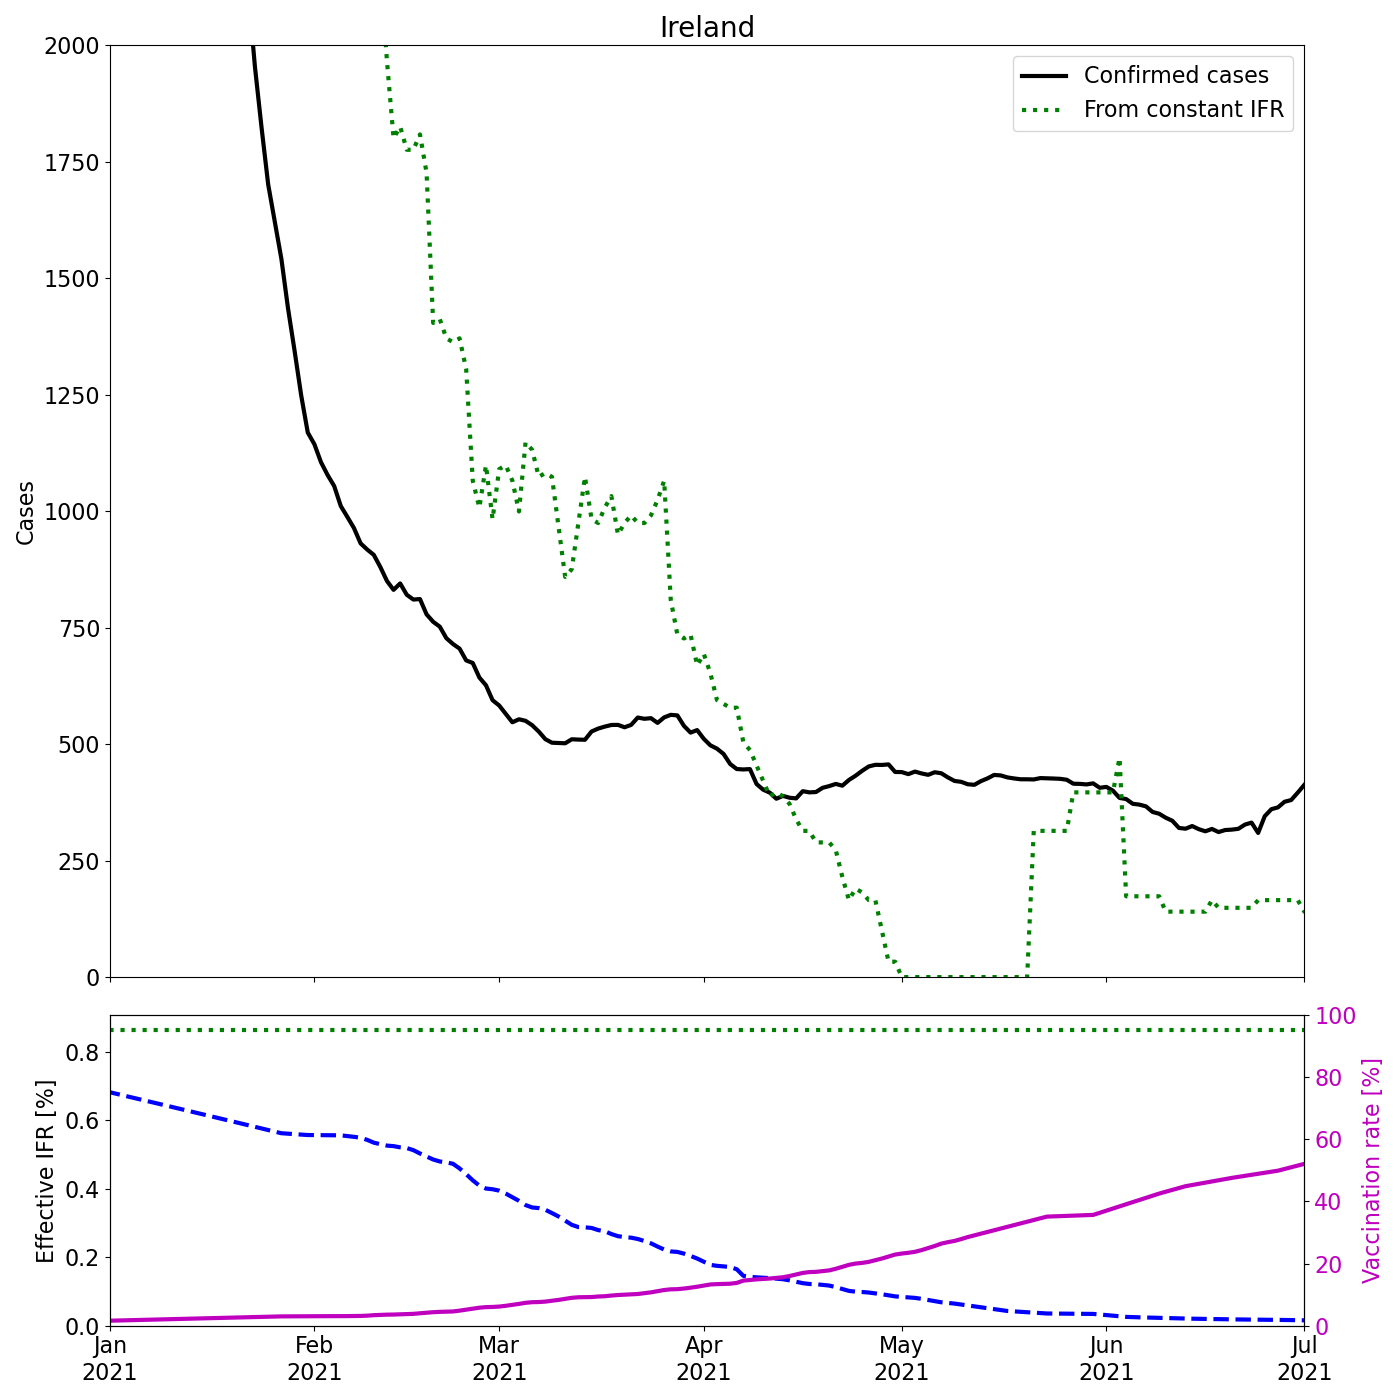 Ireland
2000
1750
1500
1250
1000
750
500
250
0
Cases
Confirmed cases
From constant IFR
0.8
0.6
0.4
0.2
0.0
Effective IFR [%]
100
80
60
40
20
0
Vaccination rate [%]
Jan Feb Mar Apr May Jun Jul
2021 2021 2021 2021 2021 2021 2021